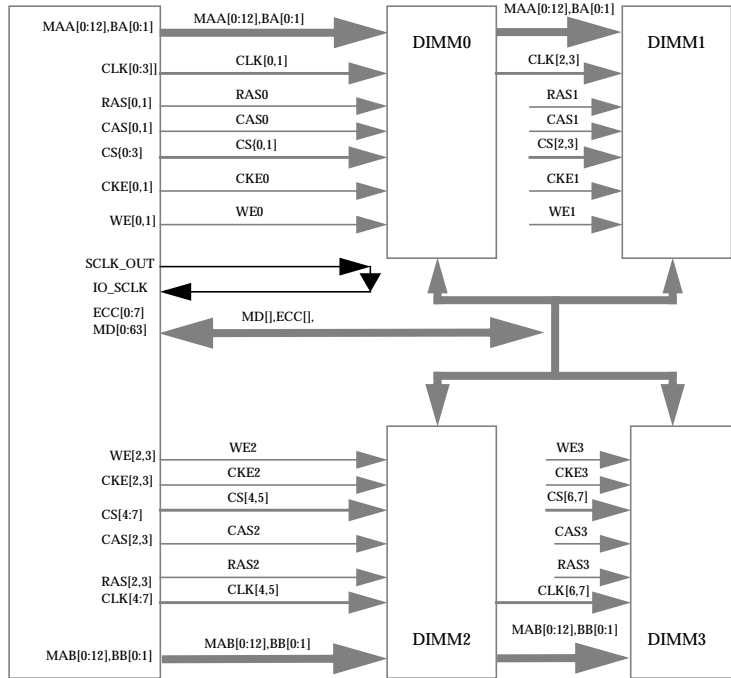 MAA[0:12],BA[0:1] MAA[0:12],BA[0:1] DIMM0 MAA[0:12],BA[0:1] DIMM1
CLK[0:3]] CLK[0,1] CLK[2,3]
RAS[0,1] RAS0 RAS1
CAS[0,1] CAS0 CAS1
CS{0:3] CS{0,1] CS[2,3]
CKE[0,1] CKE0 CKE1
WE[0,1] WE0 WE1
SCLK_OUT
IO_SCLK
ECC[0:7]
MD[0:63] MD[],ECC[],
WE[2,3] WE2 WE3
CKE[2,3] CKE2 CKE3
CS[4:7] CS[4,5] CS[6,7]
CAS[2,3] CAS2 CAS3
RAS[2,3] RAS2 RAS3
CLK[4:7] CLK[4,5] CLK[6,7]
MAB[0:12],BB[0:1] MAB[0:12],BB[0:1] DIMM2 MAB[0:12],BB[0:1] DIMM3